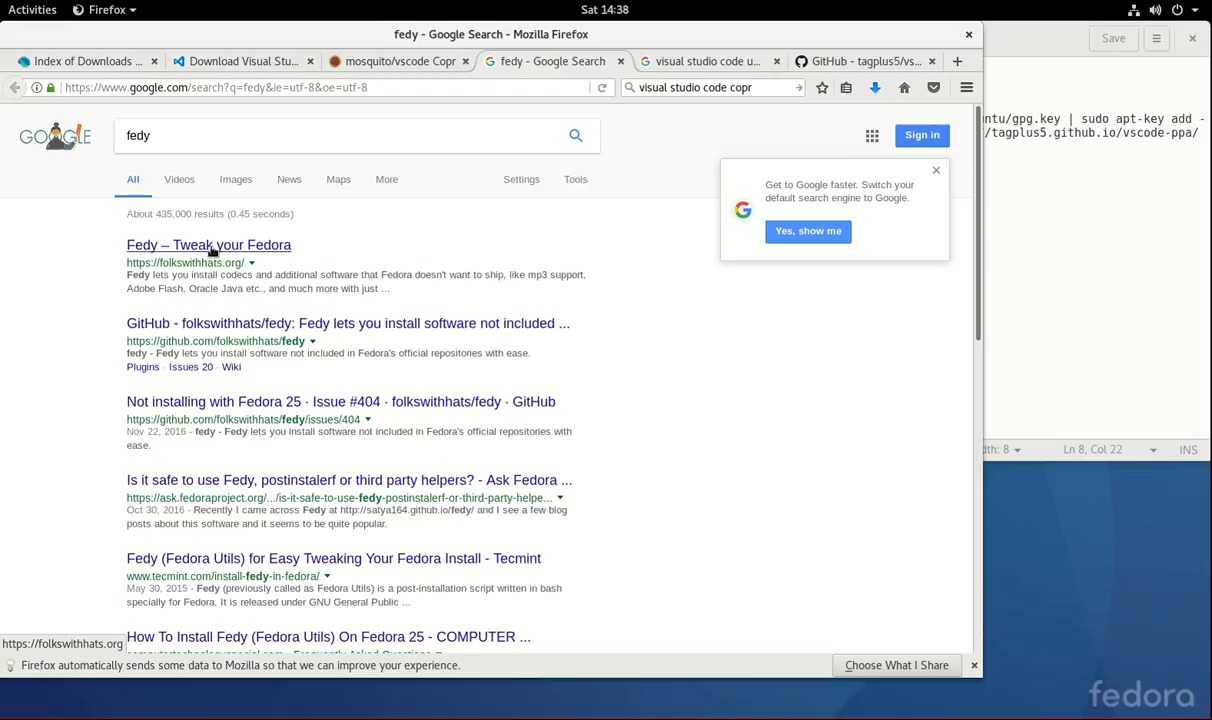 Activities Firefox Sat 14:38
fedy - Google Search - Mozilla Firefox
Save
Index of Downloads ... Download Visual Stu... mosquito/vscode Copr fedy - Google Search visual studio code u... GitHub - tagplus5/vs...
https://www.google.com/search?q=fedy&ie=utf-8&oe=utf-8 visual studio code copr
ntu/gpg.key | sudo apt-key add -
/tagplus5.github.io/vscode-ppa/
GOOGLE fedy Sign in
All Videos Images News Maps More Settings Tools
Get to Google faster. Switch your
default search engine to Google.
Yes, show me
About 435,000 results (0.45 seconds)
Fedy – Tweak your Fedora
https://folkswithhats.org/
Fedy lets you install codecs and additional software that Fedora doesn't want to ship, like mp3 support,
Adobe Flash, Oracle Java etc., and much more with just ...
GitHub - folkswithhats/fedy: Fedy lets you install software not included ...
https://github.com/folkswithhats/fedy
fedy - Fedy lets you install software not included in Fedora's official repositories with ease.
Plugins · Issues 20 · Wiki
Not installing with Fedora 25 · Issue #404 · folkswithhats/fedy · GitHub
https://github.com/folkswithhats/fedy/issues/404
Nov 22, 2016 - fedy - Fedy lets you install software not included in Fedora's official repositories with
ease.
dth: 8 Ln 8, Col 22 INS
Is it safe to use Fedy, postinstalerf or third party helpers? - Ask Fedora ...
https://ask.fedoraproject.org/.../is-it-safe-to-use-fedy-postinstalerf-or-third-party-helpe...
Oct 30, 2016 - Recently I came across Fedy at http://satya164.github.io/fedy/ and I see a few blog
posts about this software and it seems to be quite popular.
Fedy (Fedora Utils) for Easy Tweaking Your Fedora Install - Tecmint
www.tecmint.com/install-fedy-in-fedora/
May 30, 2015 - Fedy (previously called as Fedora Utils) is a post-installation script written in bash
specially for Fedora. It is released under GNU General Public ...
How To Install Fedy (Fedora Utils) On Fedora 25 - COMPUTER ...
https://folkswithhats.org
Firefox automatically sends some data to Mozilla so that we can improve your experience. Choose What I Share
fedora